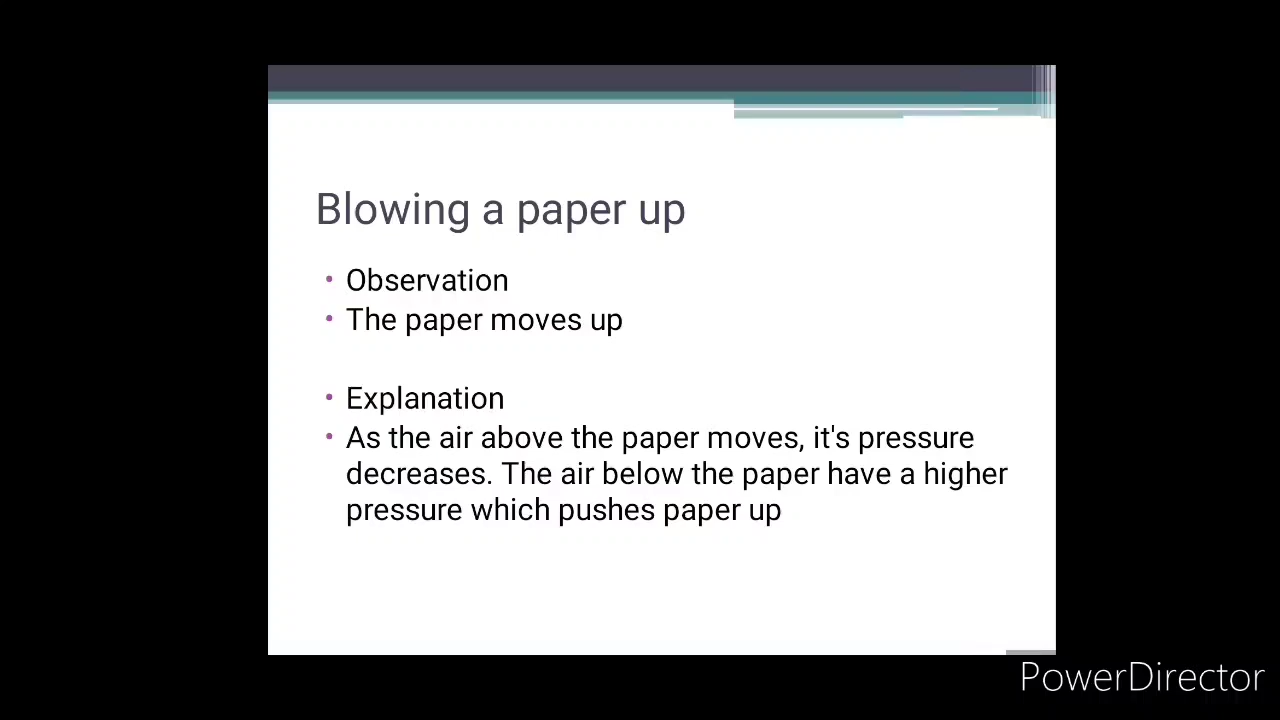 Blowing a paper up
• Observation
• The paper moves up
• Explanation
• As the air above the paper moves, it's pressure
decreases. The air below the paper have a higher
pressure which pushes paper up
PowerDirector